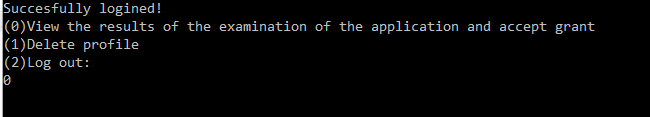 Succesfully logined!
(0)View the results of the examination of the application and accept grant
(1)Delete profile
(2)Log out:
0